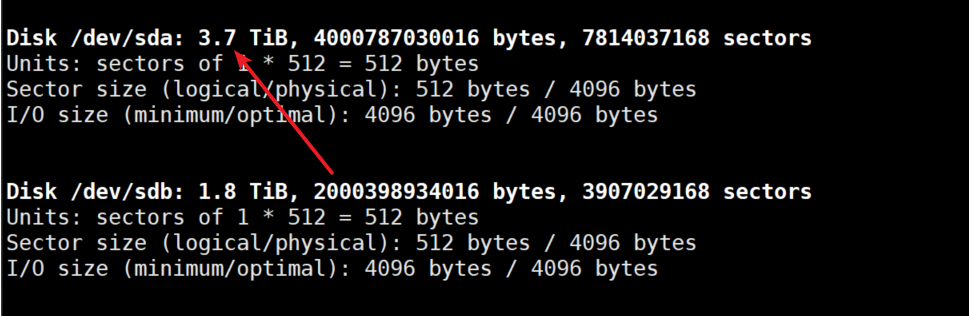 Disk /dev/sda: 3.7 TiB, 4000787030016 bytes, 7814037168 sectors
Units: sectors of 1 * 512 = 512 bytes
Sector size (logical/physical): 512 bytes / 4096 bytes
I/O size (minimum/optimal): 4096 bytes / 4096 bytes
Disk /dev/sdb: 1.8 TiB, 2000398934016 bytes, 3907029168 sectors
Units: sectors of 1 * 512 = 512 bytes
Sector size (logical/physical): 512 bytes / 4096 bytes
I/O size (minimum/optimal): 4096 bytes / 4096 bytes